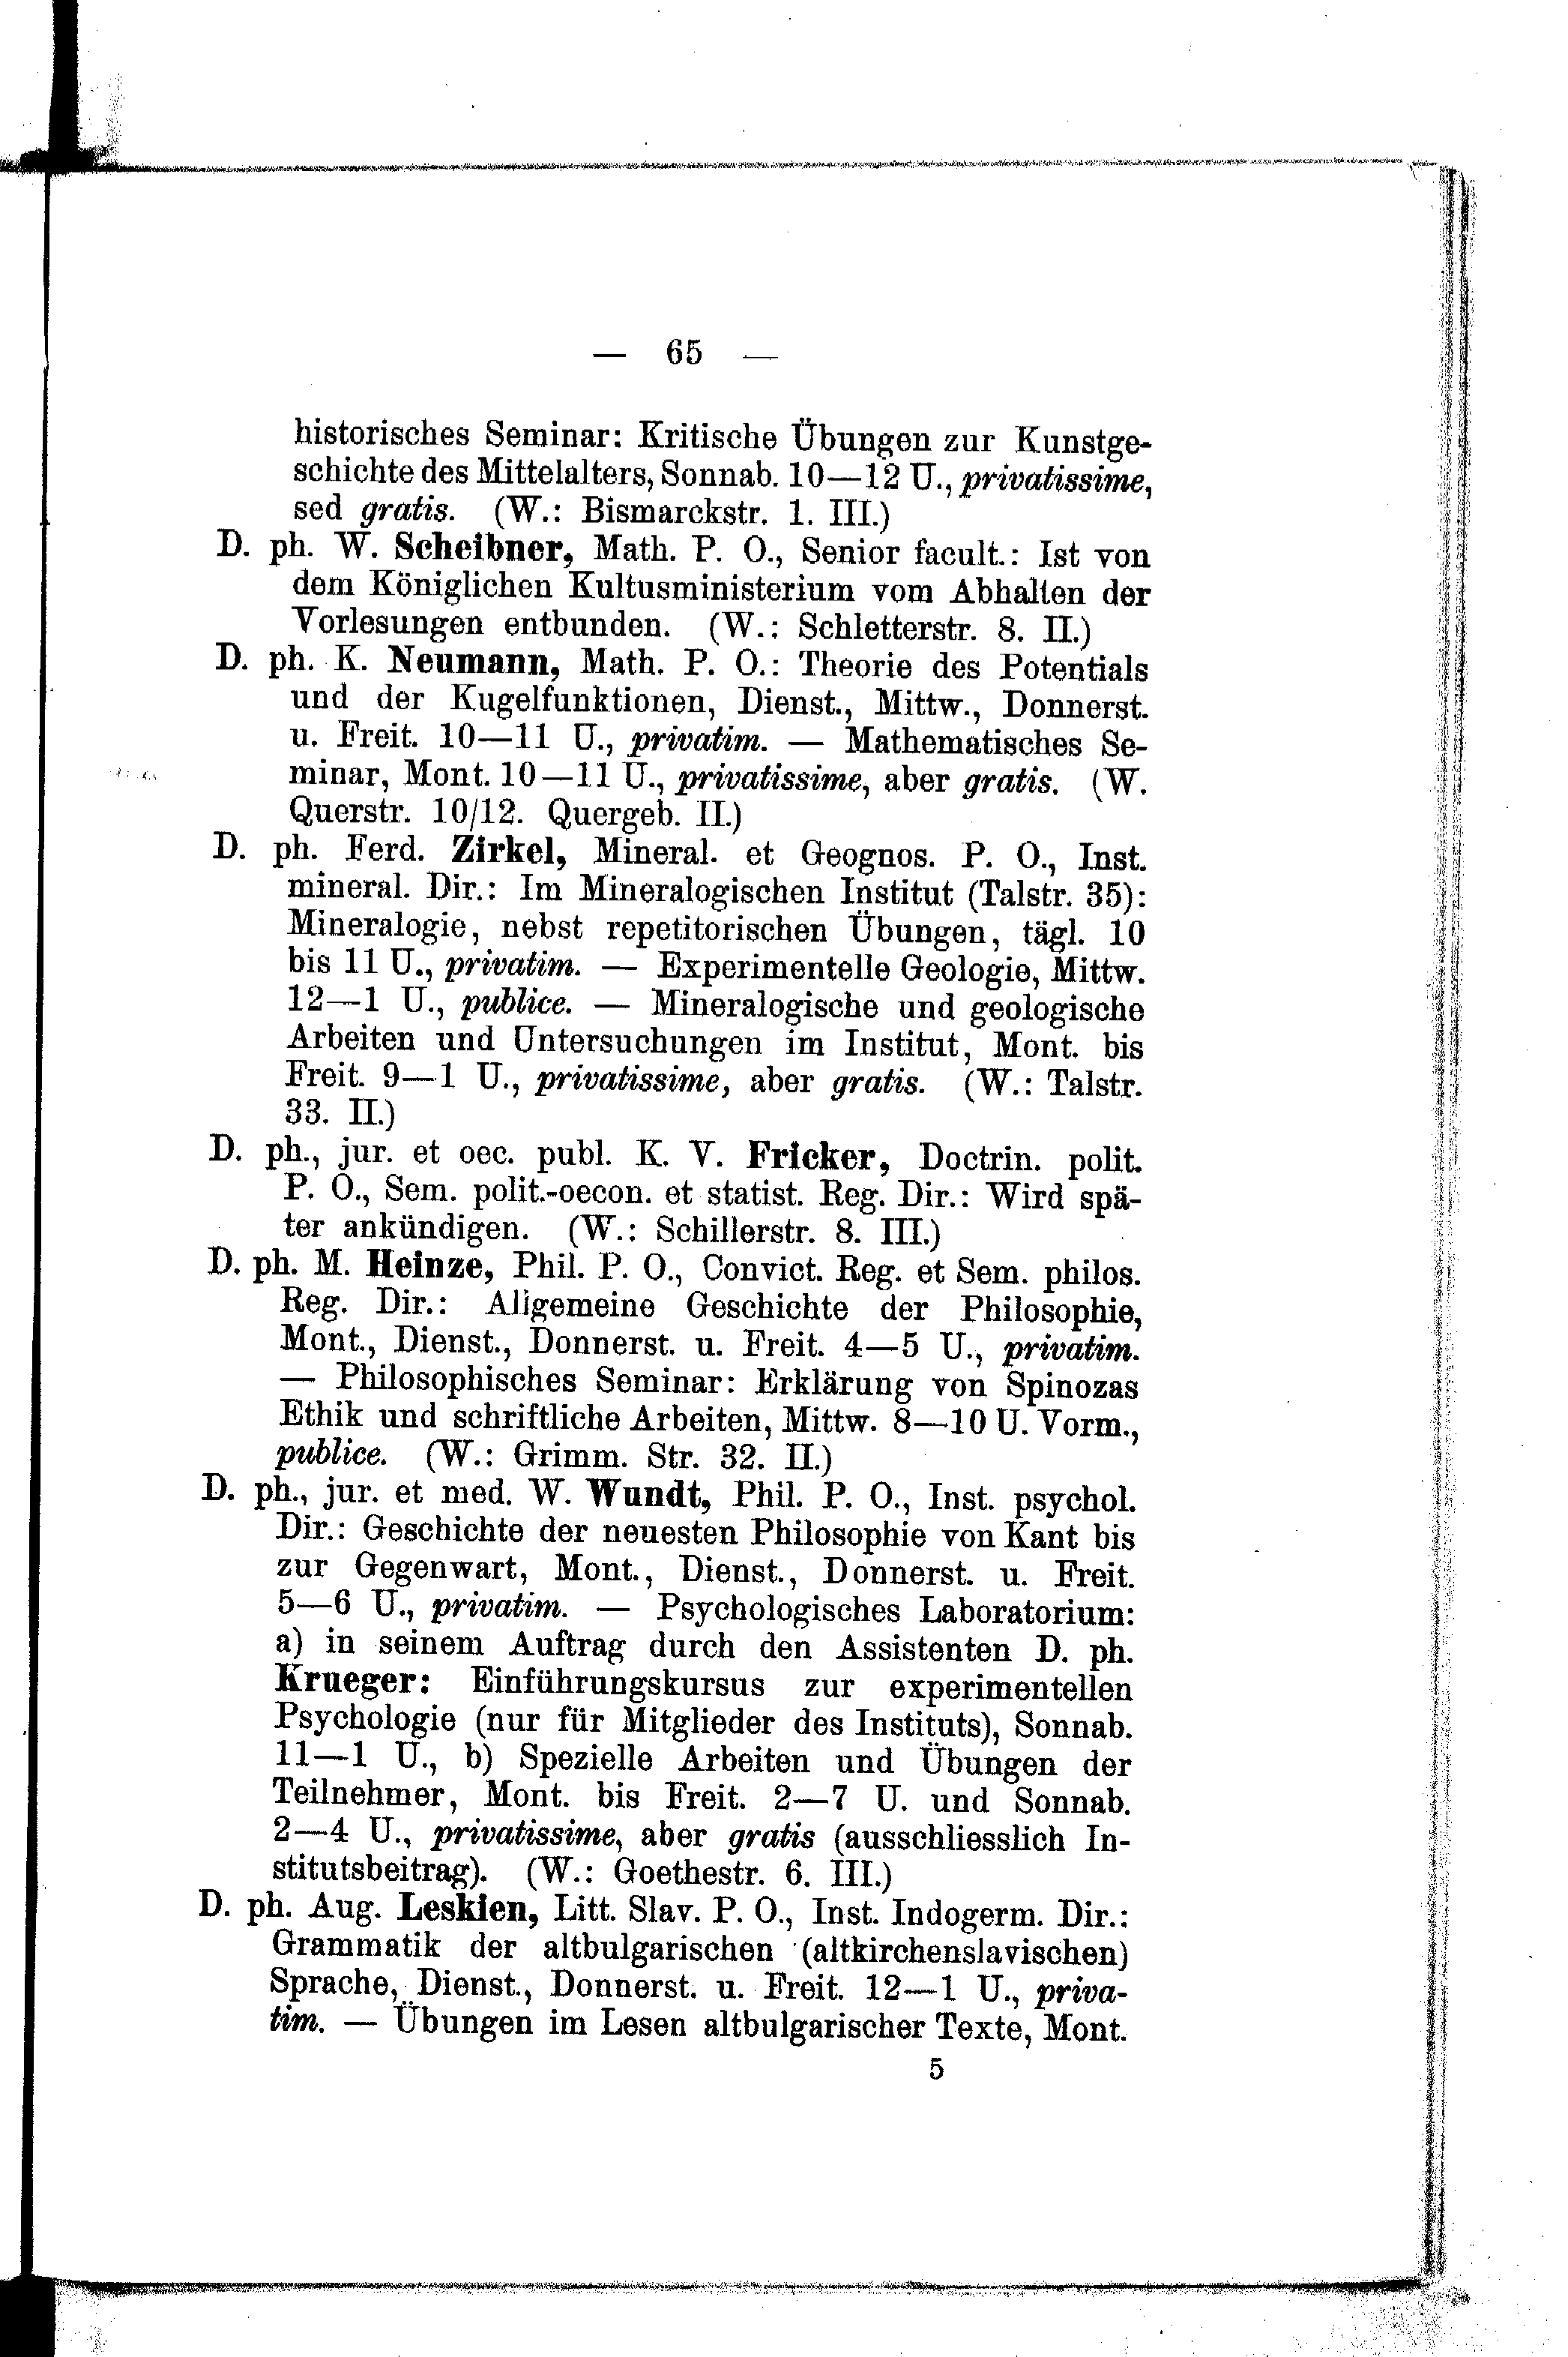 — 65 —
historisches Seminar: Kritische Übungen zur Kunstge-
schichte des Mittelalters, Sonnab. 10—12 U., privatissime,
sed gratis. (W.: Bismarckstr. 1. III.)
D. ph. W. Scheibner, Math. P. O., Senior facult.: Ist von
dem Königlichen Kultusministerium vom Abhalten der
Vorlesungen entbunden. (W.: Schletterstr. 8. II.)
D. ph. K. Neumann, Math. P. O.: Theorie des Potentials
und der Kugelfunktionen, Dienst., Mittw., Donnerst.
u. Freit. 10—11 U., privatim. — Mathematisches Se-
minar, Mont. 10—11 U., privatissime, aber gratis. (W.
Querstr. 10/12. Quergeb. II.)
D. ph. Ferd. Zirkel, Mineral. et Geognos. P. O., Inst.
mineral. Dir.: Im Mineralogischen Institut (Talstr. 35):
Mineralogie, nebst repetitorischen Übungen, tägl. 10
bis 11 U., privatim. — Experimentelle Geologie, Mittw.
12—1 U., publice. — Mineralogische und geologische
Arbeiten und Untersuchungen im Institut, Mont. bis
Freit. 9—1 U., privatissime, aber gratis. (W.: Talstr.
33. II.)
D. ph., jur. et oec. publ. K. V. Fricker, Doctrin. polit.
P. O., Sem. polit.-oecon. et statist. Reg. Dir.: Wird spä-
ter ankündigen. (W.: Schillerstr. 8. III.)
D. ph. M. Heinze, Phil. P. O., Convict. Reg. et Sem. philos.
Reg. Dir.: Allgemeine Geschichte der Philosophie,
Mont., Dienst., Donnerst. u. Freit. 4—5 U., privatim.
— Philosophisches Seminar: Erklärung von Spinozas
Ethik und schriftliche Arbeiten, Mittw. 8—10 U. Vorm.,
publice. (W.: Grimm. Str. 32. II.)
D. ph., jur. et med. W. Wundt, Phil. P. O., Inst. psychol.
Dir.: Geschichte der neuesten Philosophie von Kant bis
zur Gegenwart, Mont., Dienst., Donnerst. u. Freit.
5—6 U., privatim. — Psychologisches Laboratorium:
a) in seinem Auftrag durch den Assistenten D. ph.
Krueger: Einführungskursus zur experimentellen
Psychologie (nur für Mitglieder des Instituts), Sonnab.
11—1 U., b) Spezielle Arbeiten und Übungen der
Teilnehmer, Mont. bis Freit. 2—7 U. und Sonnab.
2—4 U., privatissime, aber gratis (ausschliesslich In-
stitutsbeitrag). (W.: Goethestr. 6. III.)
D. ph. Aug. Leskien, Litt. Slav. P. O., Inst. Indogerm. Dir.:
Grammatik der altbulgarischen (altkirchenslavischen)
Sprache, Dienst., Donnerst. u. Freit. 12—1 U., priva-
tim. — Übungen im Lesen altbulgarischer Texte, Mont.
5